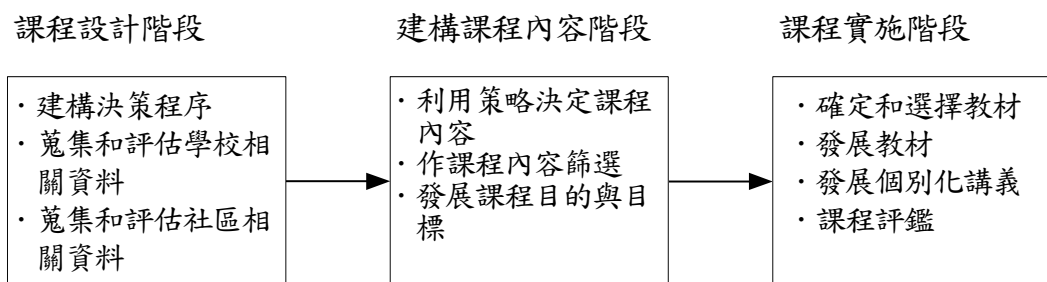 課程設計階段
建構課程內容階段
課程實施階段
·建構決策程序
·蒐集和評估學校相
關資料
·蒐集和評估社區相
關資料
·利用策略決定課程
內容
·作課程內容篩選
·發展課程目的與目
標
·確定和選擇教材
·發展教材
·發展個別化講義
·課程評鑑